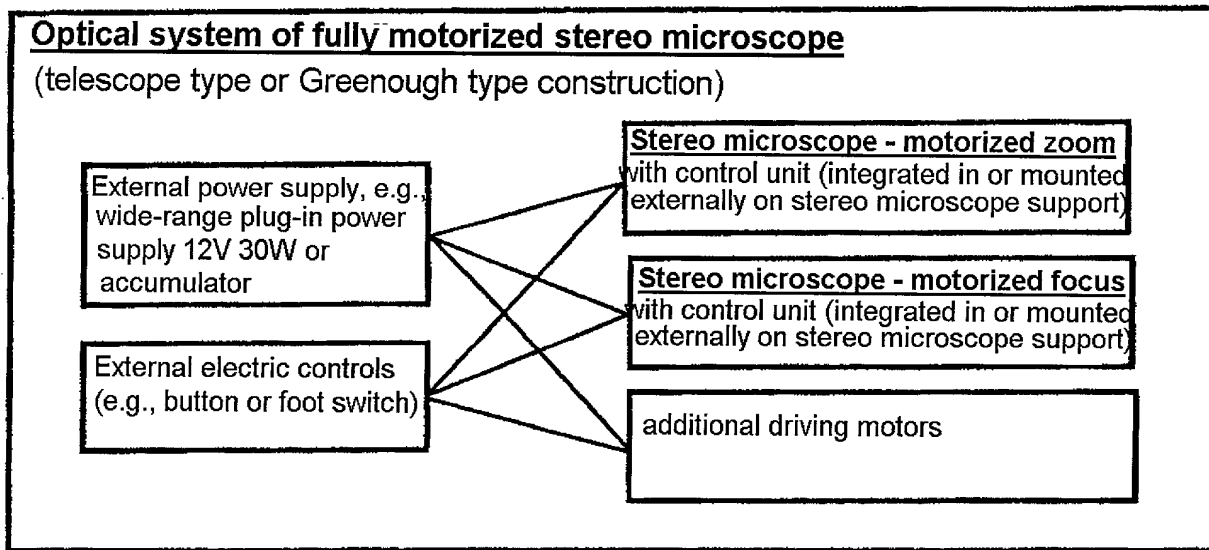 Optical system of fully motorized stereo microscope
(telescope type or Greenough type construction)
External power supply, e.g.,
wide-range plug-in power
supply 12V 30W or
accumulator
External electric controls
(e.g., button or foot switch)
Stereo microscope - motorized zoom
with control unit (integrated in or mounted
externally on stereo microscope support)
Stereo microscope - motorized focus
with control unit (integrated in or mounted
externally on stereo microscope support)
additional driving motors